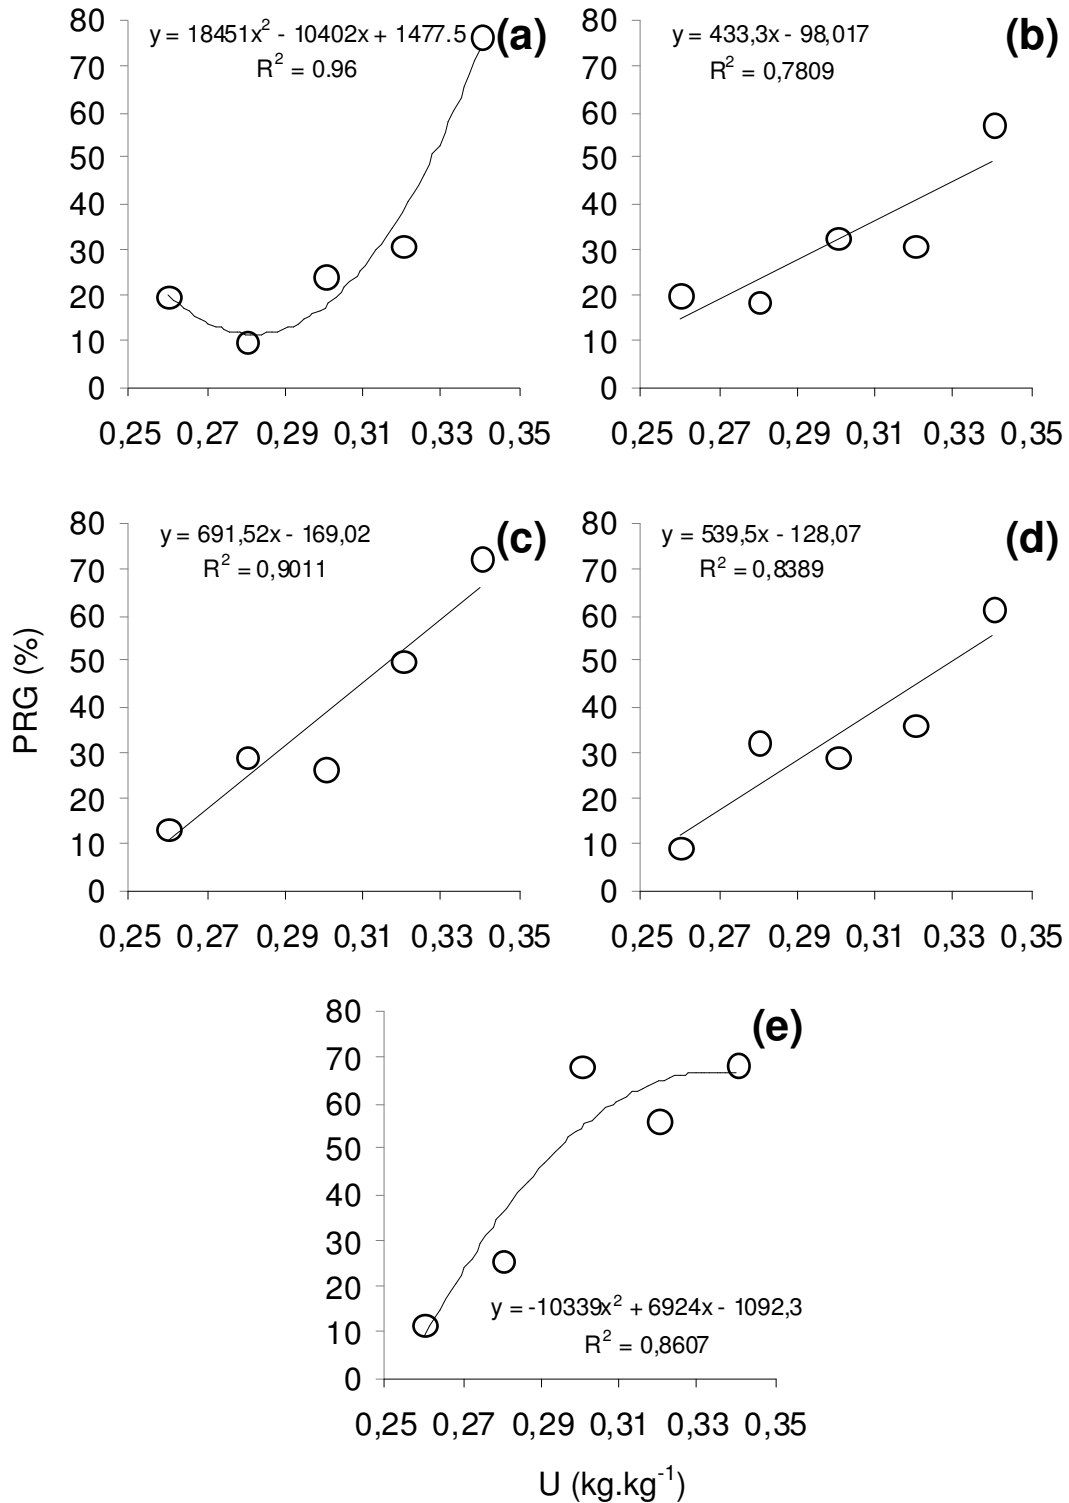 y = 18451x² - 10402x + 1477.5
R² = 0.96
(a)
80
70
60
50
40
30
20
10
0
0,25 0,27 0,29 0,31 0,33 0,35
y = 433,3x - 98,017
R² = 0,7809
(b)
80
70
60
50
40
30
20
10
0
0,25 0,27 0,29 0,31 0,33 0,35
PRG (%)
y = 691,52x - 169,02
R² = 0,9011
(c)
80
70
60
50
40
30
20
10
0
0,25 0,27 0,29 0,31 0,33 0,35
y = 539,5x - 128,07
R² = 0,8389
(d)
80
70
60
50
40
30
20
10
0
0,25 0,27 0,29 0,31 0,33 0,35
(e)
80
70
60
50
40
30
20
10
0
y = -10339x² + 6924x - 1092,3
R² = 0,8607
0,25 0,27 0,29 0,31 0,33 0,35
U (kg.kg⁻¹)